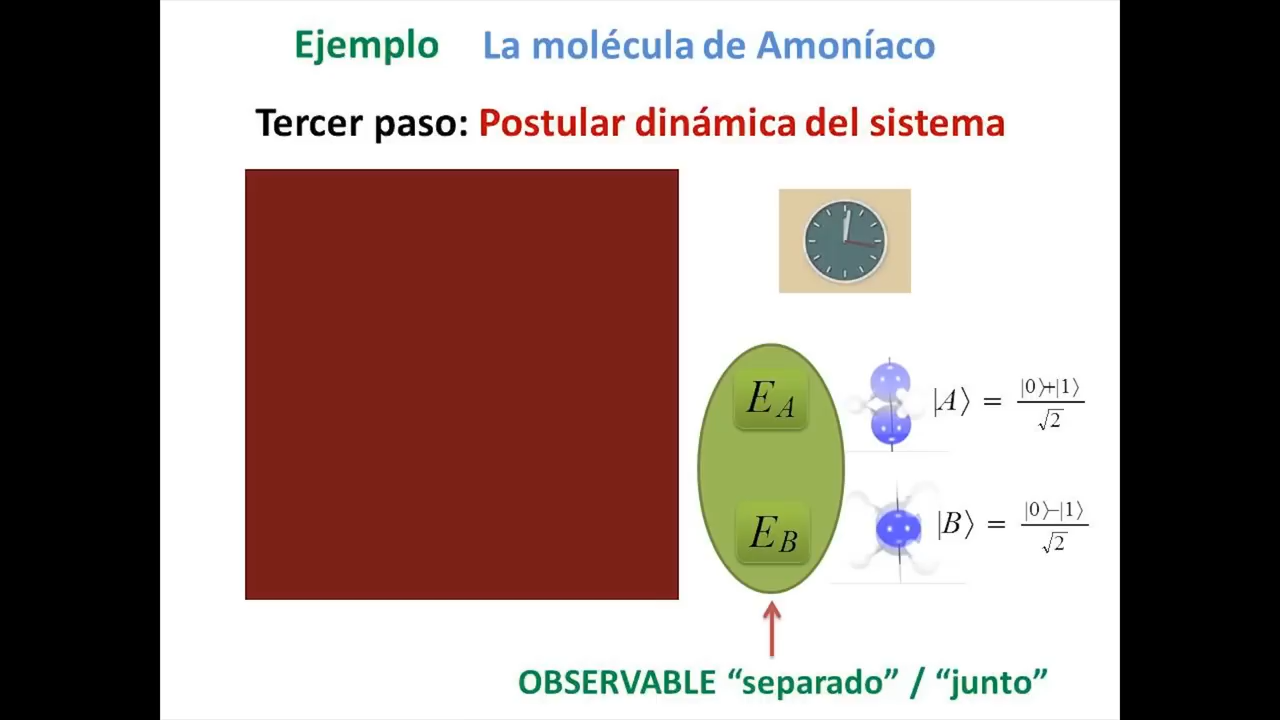 Ejemplo La molécula de Amoníaco
Tercer paso: Postular dinámica del sistema
E_A |A⟩ = |0⟩+|1⟩ / √2
E_B |B⟩ = |0⟩−|1⟩ / √2
OBSERVABLE “separado” / “junto”